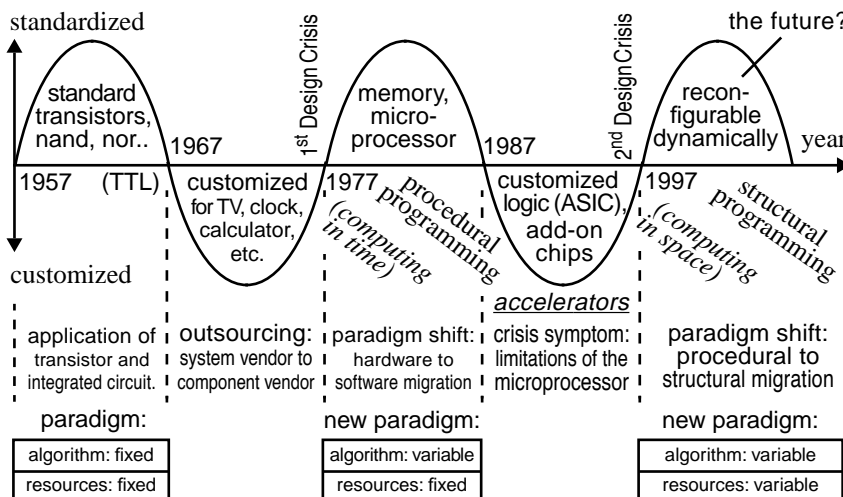 standardized
the future?
standard
transistors,
nand, nor..
1st Design Crisis
memory,
micro-
processor
2nd Design Crisis
recon-
figurable
dynamically
1967
1987
year
1957
(TTL)
customized
for TV, clock,
calculator,
etc.
1977
procedural
programming
(computing
in time)
customized
logic (ASIC),
add-on
chips
1997
structural
programming
(computing
in space)
customized
accelerators
application of
transistor and
integrated circuit.
outsourcing:
system vendor to
component vendor
paradigm shift:
hardware to
software migration
crisis symptom:
limitations of the
microprocessor
paradigm shift:
procedural to
structural migration
paradigm:
algorithm: fixed
resources: fixed
new paradigm:
algorithm: variable
resources: fixed
new paradigm:
algorithm: variable
resources: variable